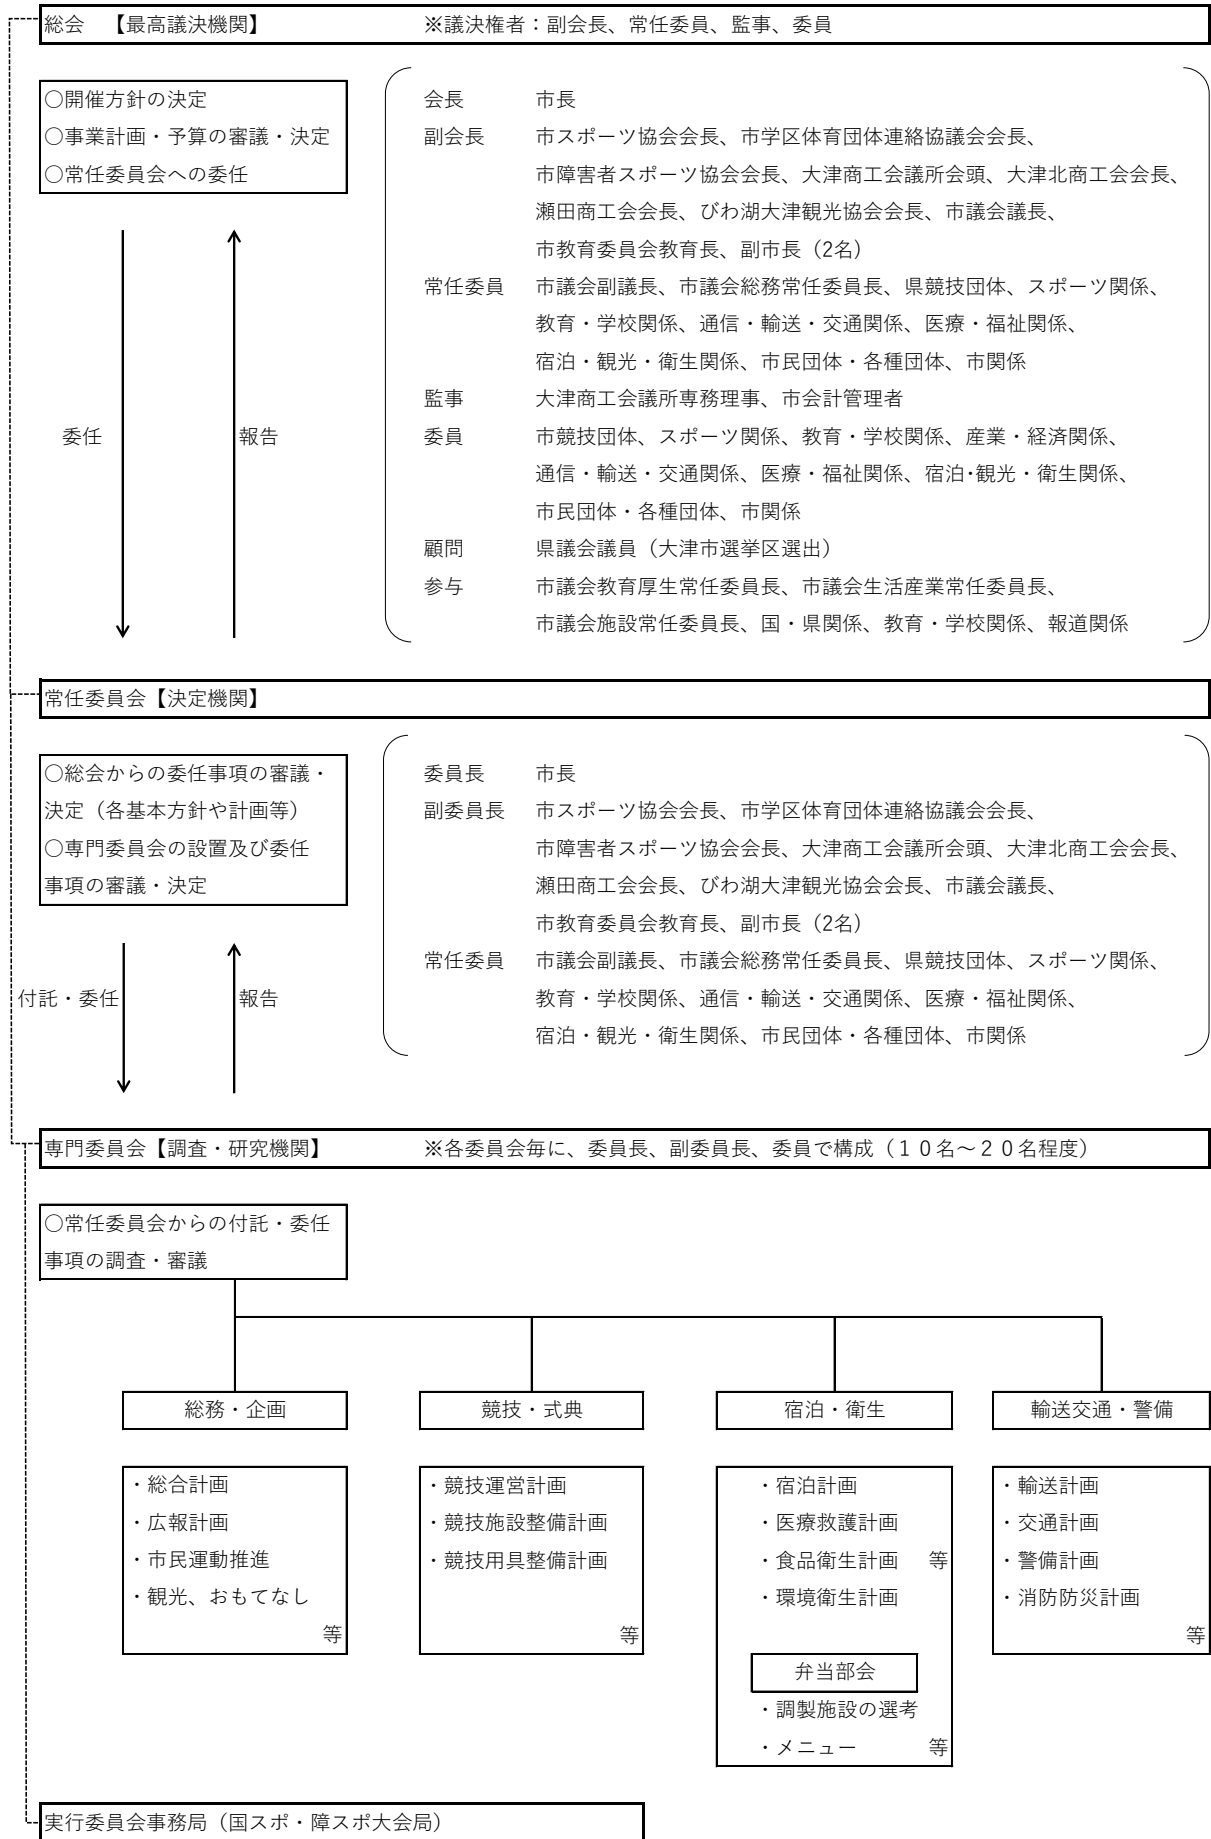 総会　【最高議決機関】　※議決権者：副会長、常任委員、監事、委員
○開催方針の決定
○事業計画・予算の審議・決定
○常任委員会への委任
会長　市長
副会長　市スポーツ協会会長、市学区体育団体連絡協議会会長、
市障害者スポーツ協会会長、大津商工会議所会頭、大津北商工会会長、
瀬田商工会会長、びわ湖大津観光協会会長、市議会議長、
市教育委員会教育長、副市長（2名）
常任委員　市議会副議長、市議会総務常任委員長、県競技団体、スポーツ関係、
教育・学校関係、通信・輸送・交通関係、医療・福祉関係、
宿泊・観光・衛生関係、市民団体・各種団体、市関係
監事　大津商工会議所専務理事、市会計管理者
委員　市競技団体、スポーツ関係、教育・学校関係、産業・経済関係、
通信・輸送・交通関係、医療・福祉関係、宿泊･観光・衛生関係、
市民団体・各種団体、市関係
顧問　県議会議員（大津市選挙区選出）
参与　市議会教育厚生常任委員長、市議会生活産業常任委員長、
市議会施設常任委員長、国・県関係、教育・学校関係、報道関係
委任　報告
常任委員会【決定機関】
○総会からの委任事項の審議・
決定（各基本方針や計画等）
○専門委員会の設置及び委任
事項の審議・決定
委員長　市長
副委員長　市スポーツ協会会長、市学区体育団体連絡協議会会長、
市障害者スポーツ協会会長、大津商工会議所会頭、大津北商工会会長、
瀬田商工会会長、びわ湖大津観光協会会長、市議会議長、
市教育委員会教育長、副市長（2名）
常任委員　市議会副議長、市議会総務常任委員長、県競技団体、スポーツ関係、
教育・学校関係、通信・輸送・交通関係、医療・福祉関係、
宿泊・観光・衛生関係、市民団体・各種団体、市関係
付託・委任　報告
専門委員会【調査・研究機関】　※各委員会毎に、委員長、副委員長、委員で構成（１０名～２０名程度）
○常任委員会からの付託・委任
事項の調査・審議
総務・企画
・総合計画
・広報計画
・市民運動推進
・観光、おもてなし
等
競技・式典
・競技運営計画
・競技施設整備計画
・競技用具整備計画
等
宿泊・衛生
・宿泊計画
・医療救護計画
・食品衛生計画　等
・環境衛生計画
弁当部会
・調製施設の選考
・メニュー　等
輸送交通・警備
・輸送計画
・交通計画
・警備計画
・消防防災計画
等
実行委員会事務局（国スポ・障スポ大会局）